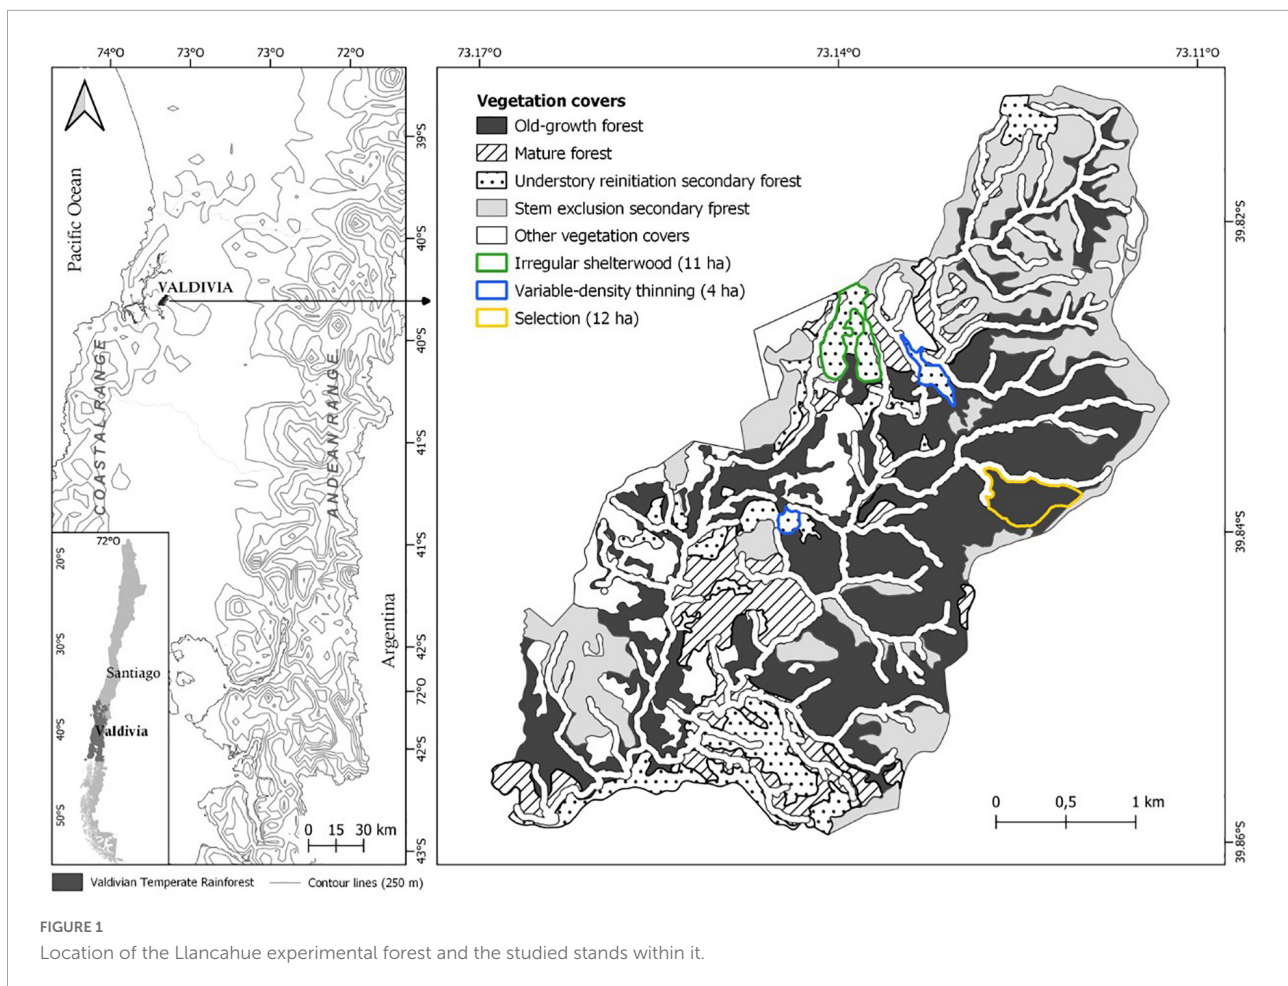 74°O 73°O 73°O 72°O
73.17°O 73.14°O 73.11°O
Pacific Ocean
VALDIVIA
COASTAL RANGE
ANDEAN RANGE
Argentina
39°S
40°S
40°S
41°S
41°S
42°S
72°O
42°S
43°S
72°O
20°S
30°S
40°S
50°S
Santiago
Valdivia
0 15 30 km
Vegetation covers
Old-growth forest
Mature forest
Understory reinitiation secondary forest
Stem exclusion secondary fprest
Other vegetation covers
Irregular shelterwood (11 ha)
Variable-density thinning (4 ha)
Selection (12 ha)
39.82°S
39.84°S
39.86°S
0 0,5 1 km
Valdivian Temperate Rainforest Contour lines (250 m)
FIGURE 1
Location of the Llancahue experimental forest and the studied stands within it.